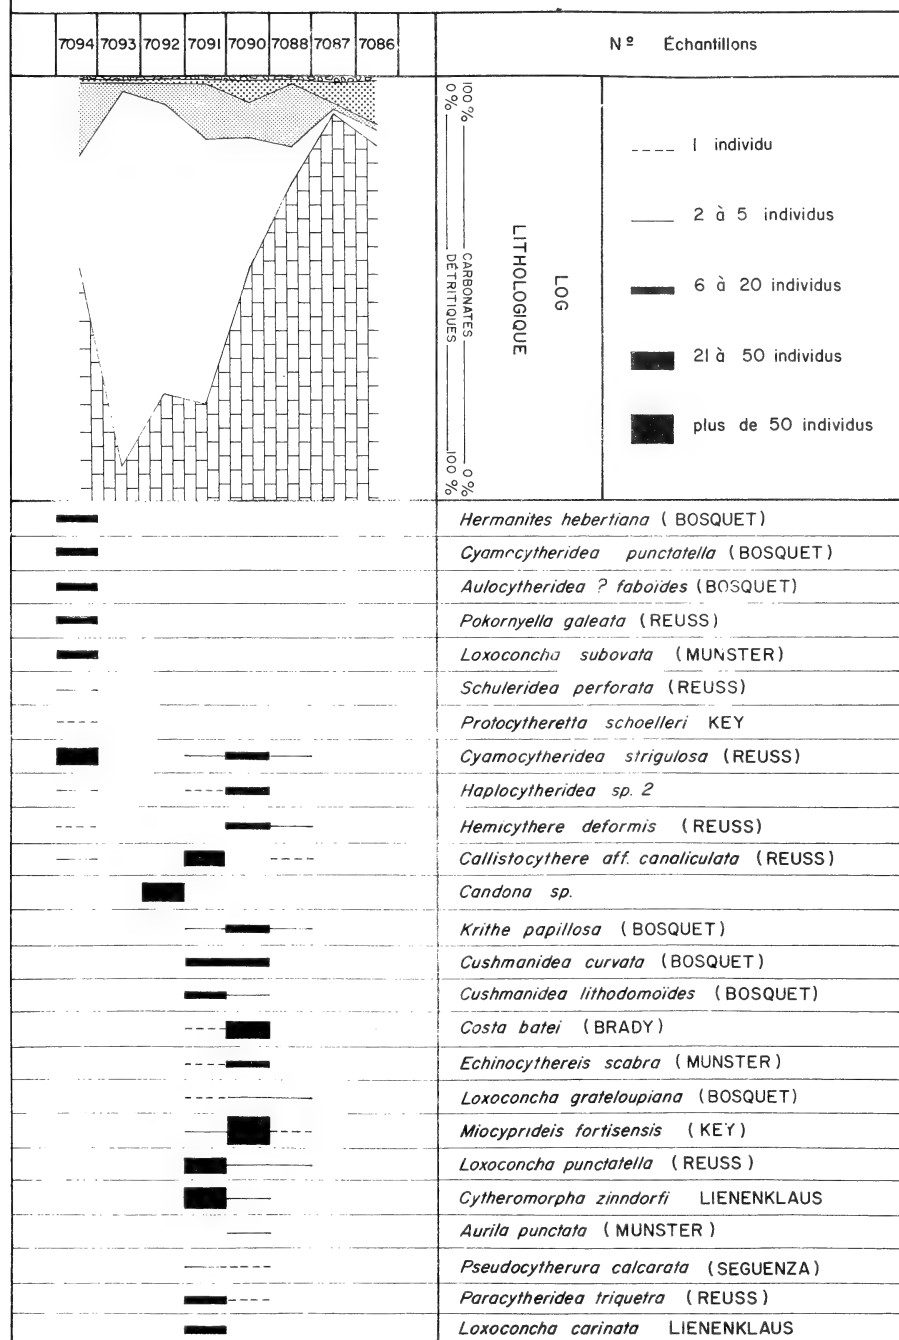 7094 7093 7092 7091 7090 7088 7087 7086 Nº Échantillons
100 % 0 %
0 % 100 %
CARBONATES
DÉTRITIQUES
LOG
LITHOLOGIQUE
1 individu
2 à 5 individus
6 à 20 individus
21 à 50 individus
plus de 50 individus
Hermanites hebertiana (BOSQUET)
Cyamocytheridea punctatella (BOSQUET)
Aulocytheridea ? faboïdes (BOSQUET)
Pokornyella galeata (REUSS)
Loxoconcha subovata (MUNSTER)
Schuleridea perforata (REUSS)
Protocytheretta schoelleri KEY
Cyamocytheridea strigulosa (REUSS)
Haplocytheridea sp. 2
Hemicythere deformis (REUSS)
Callistocythere aff. canaliculata (REUSS)
Candona sp.
Krithe papillosa (BOSQUET)
Cushmanidea curvata (BOSQUET)
Cushmanidea lithodomoïdes (BOSQUET)
Costa batei (BRADY)
Echinocythereis scabra (MUNSTER)
Loxoconcha grateloupiana (BOSQUET)
Miocyprideis fortisensis (KEY)
Loxoconcha punctatella (REUSS)
Cytheromorpha zinndorfi LIENENKLAUS
Aurila punctata (MUNSTER)
Pseudocytherura calcarata (SEGUENZA)
Paracytheridea triquetra (REUSS)
Loxoconcha carinata LIENENKLAUS